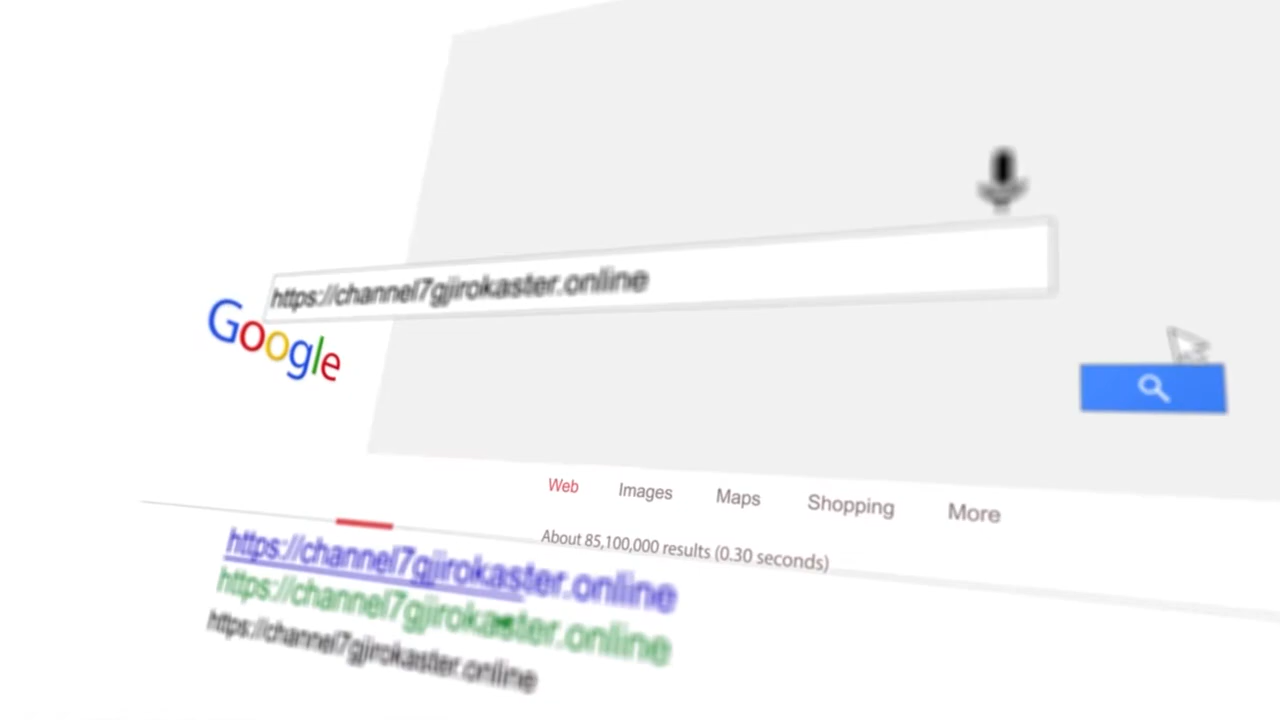 https://channel7gjirokaster.online
Google
Web Images Maps Shopping More
About 85,100,000 results (0.30 seconds)
https://channel7gjirokaster.online
https://channel7gjirokaster.online
https://channel7gjirokaster.online